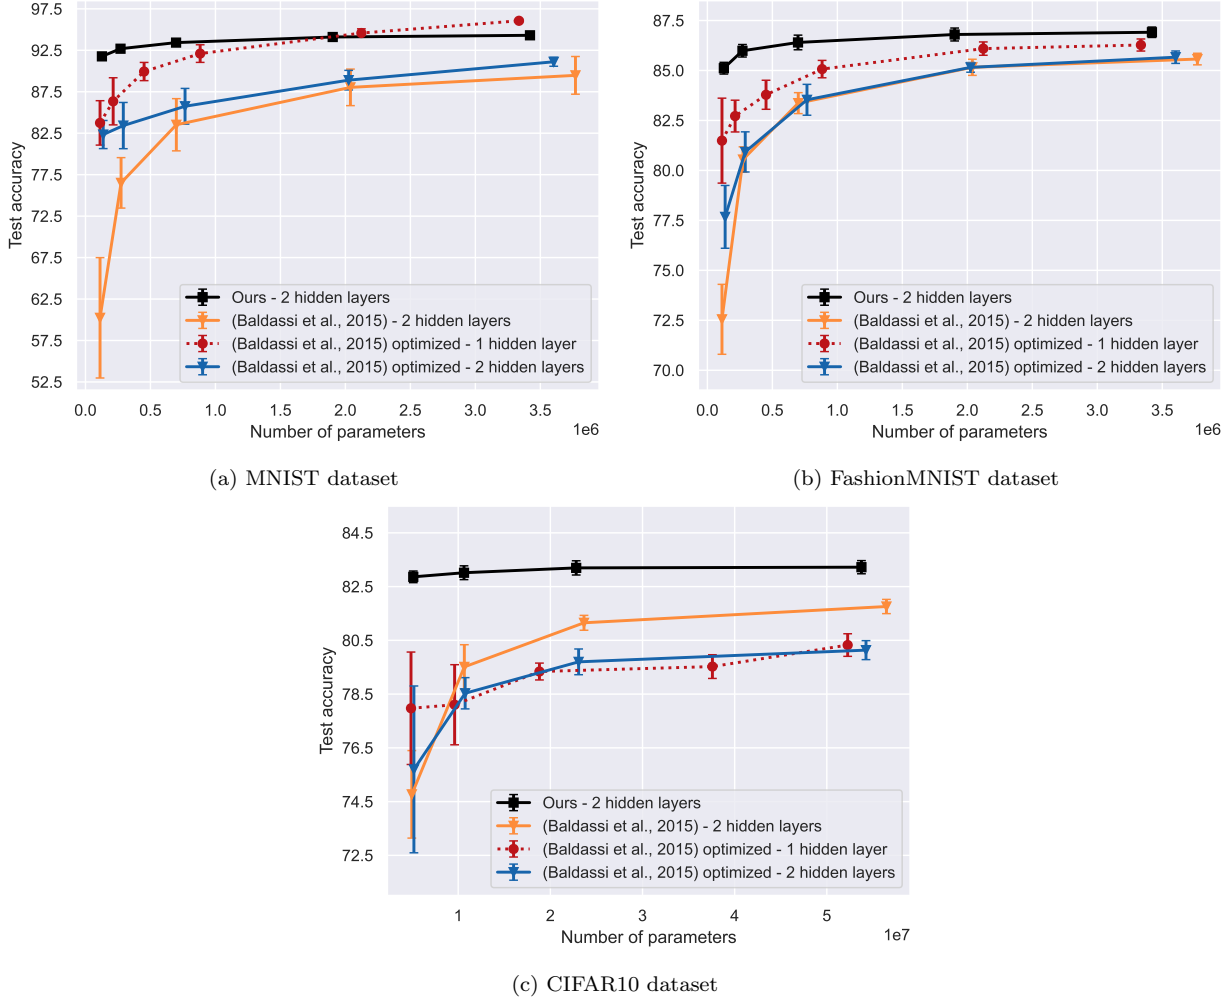 97.5
92.5
87.5
82.5
77.5
72.5
67.5
62.5
57.5
52.5
Test accuracy
Ours - 2 hidden layers
(Baldassi et al., 2015) - 2 hidden layers
(Baldassi et al., 2015) optimized - 1 hidden layer
(Baldassi et al., 2015) optimized - 2 hidden layers
0.0 0.5 1.0 1.5 2.0 2.5 3.0 3.5
Number of parameters
1e6
(a) MNIST dataset
87.5
85.0
82.5
80.0
77.5
75.0
72.5
70.0
Test accuracy
Ours - 2 hidden layers
(Baldassi et al., 2015) - 2 hidden layers
(Baldassi et al., 2015) optimized - 1 hidden layer
(Baldassi et al., 2015) optimized - 2 hidden layers
0.0 0.5 1.0 1.5 2.0 2.5 3.0 3.5
Number of parameters
1e6
(b) FashionMNIST dataset
84.5
82.5
80.5
78.5
76.5
74.5
72.5
Test accuracy
Ours - 2 hidden layers
(Baldassi et al., 2015) - 2 hidden layers
(Baldassi et al., 2015) optimized - 1 hidden layer
(Baldassi et al., 2015) optimized - 2 hidden layers
1 2 3 4 5
Number of parameters
1e7
(c) CIFAR10 dataset